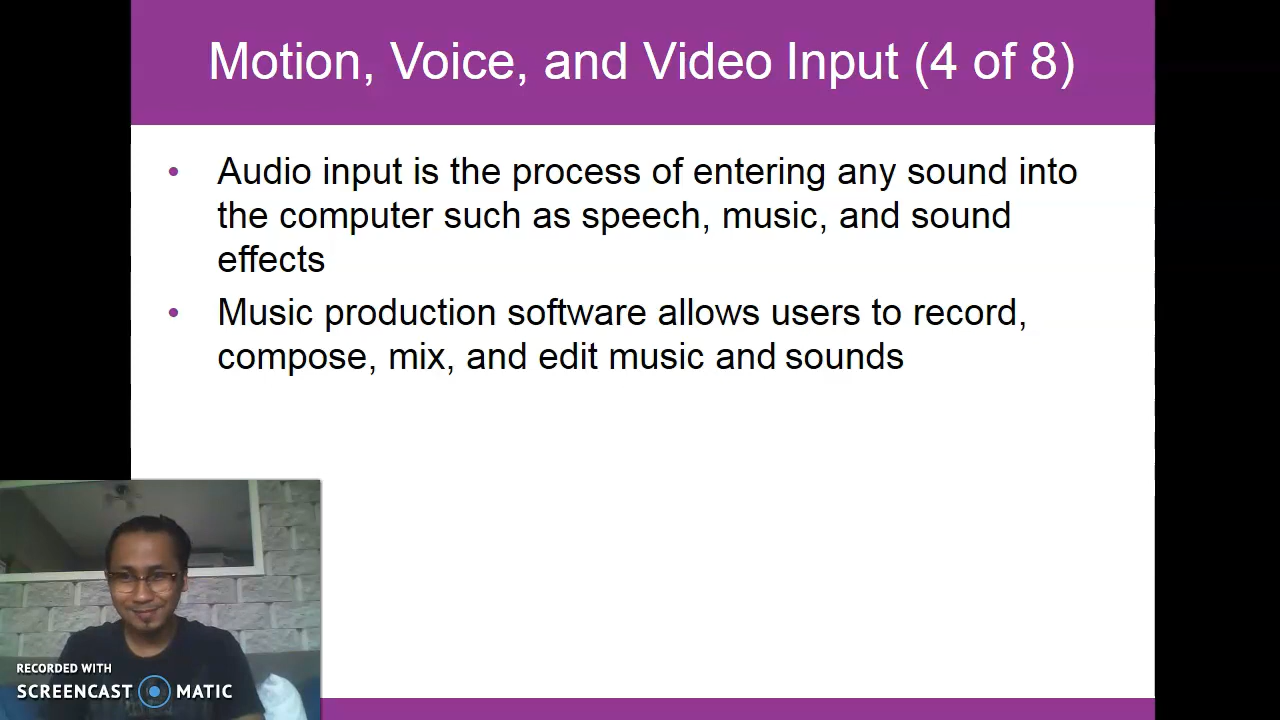 Motion, Voice, and Video Input (4 of 8)
• Audio input is the process of entering any sound into
the computer such as speech, music, and sound
effects
• Music production software allows users to record,
compose, mix, and edit music and sounds
RECORDED WITH
SCREENCAST MATIC